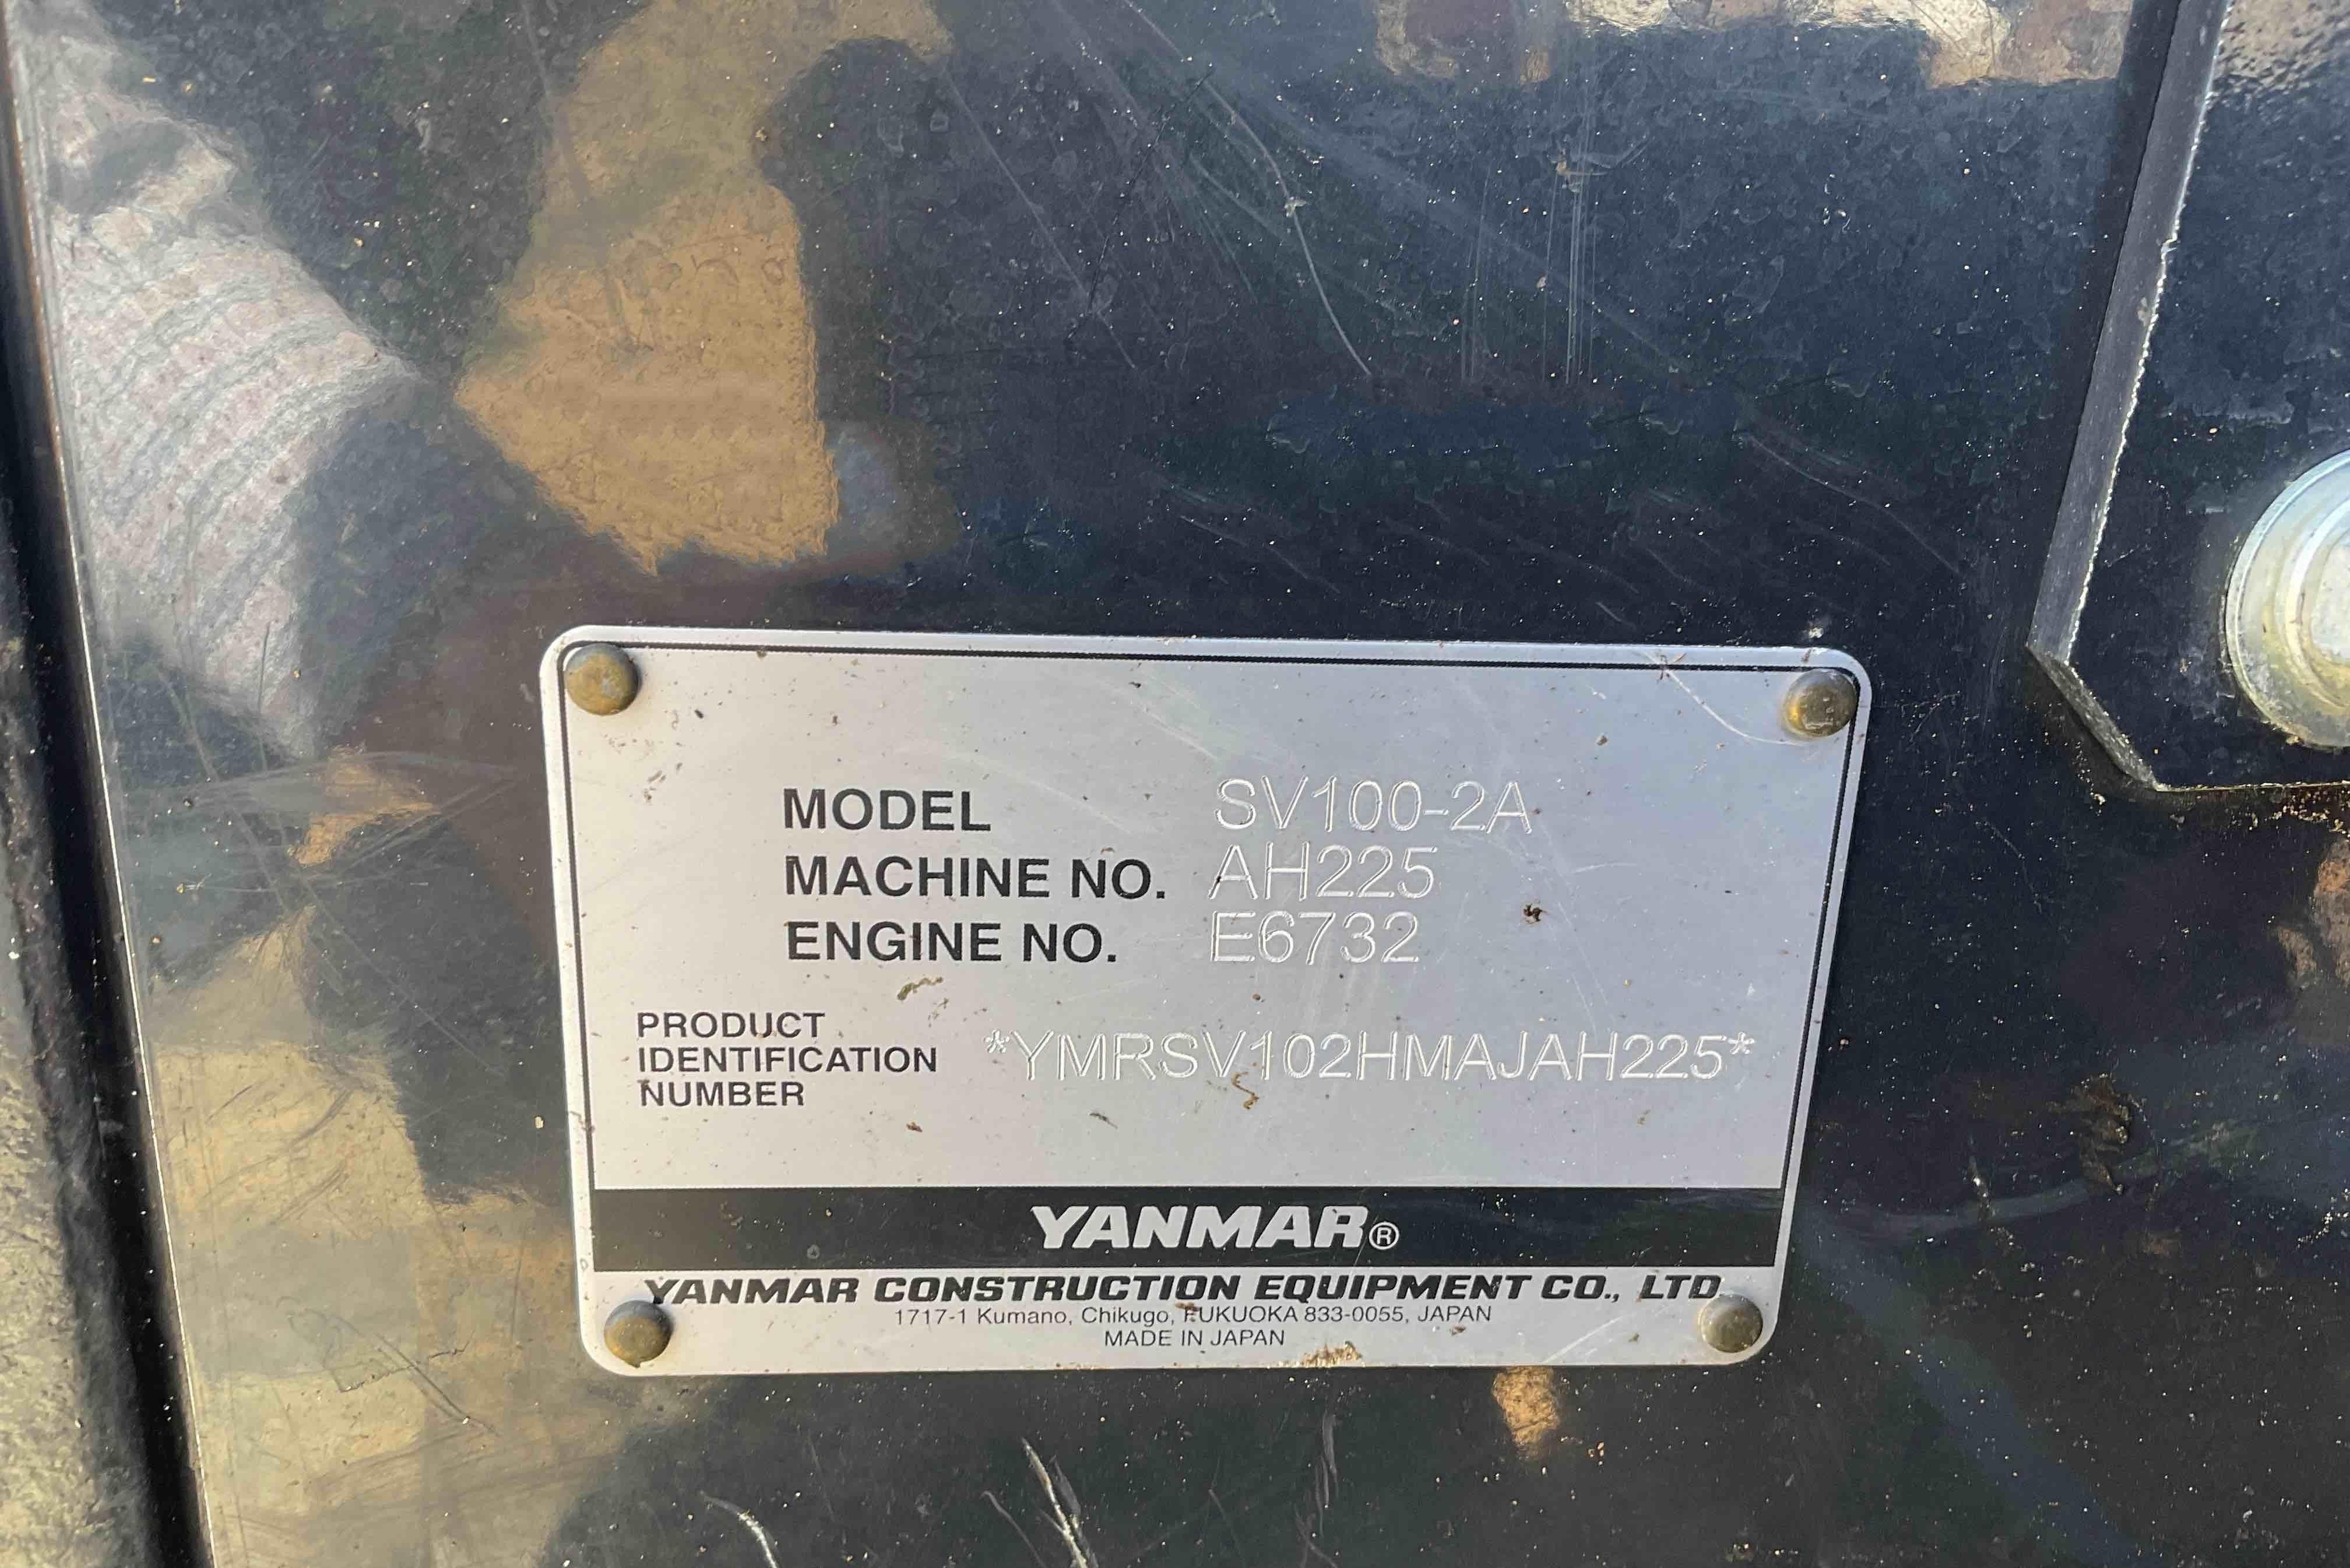 MODEL SV100-2A
MACHINE NO. AH225
ENGINE NO. E6732
PRODUCT
IDENTIFICATION *YMRSV102HMAJAH225*
NUMBER
YANMAR®
YANMAR CONSTRUCTION EQUIPMENT CO., LTD.
1717-1 Kumano, Chikugo, FUKUOKA 833-0055, JAPAN
MADE IN JAPAN